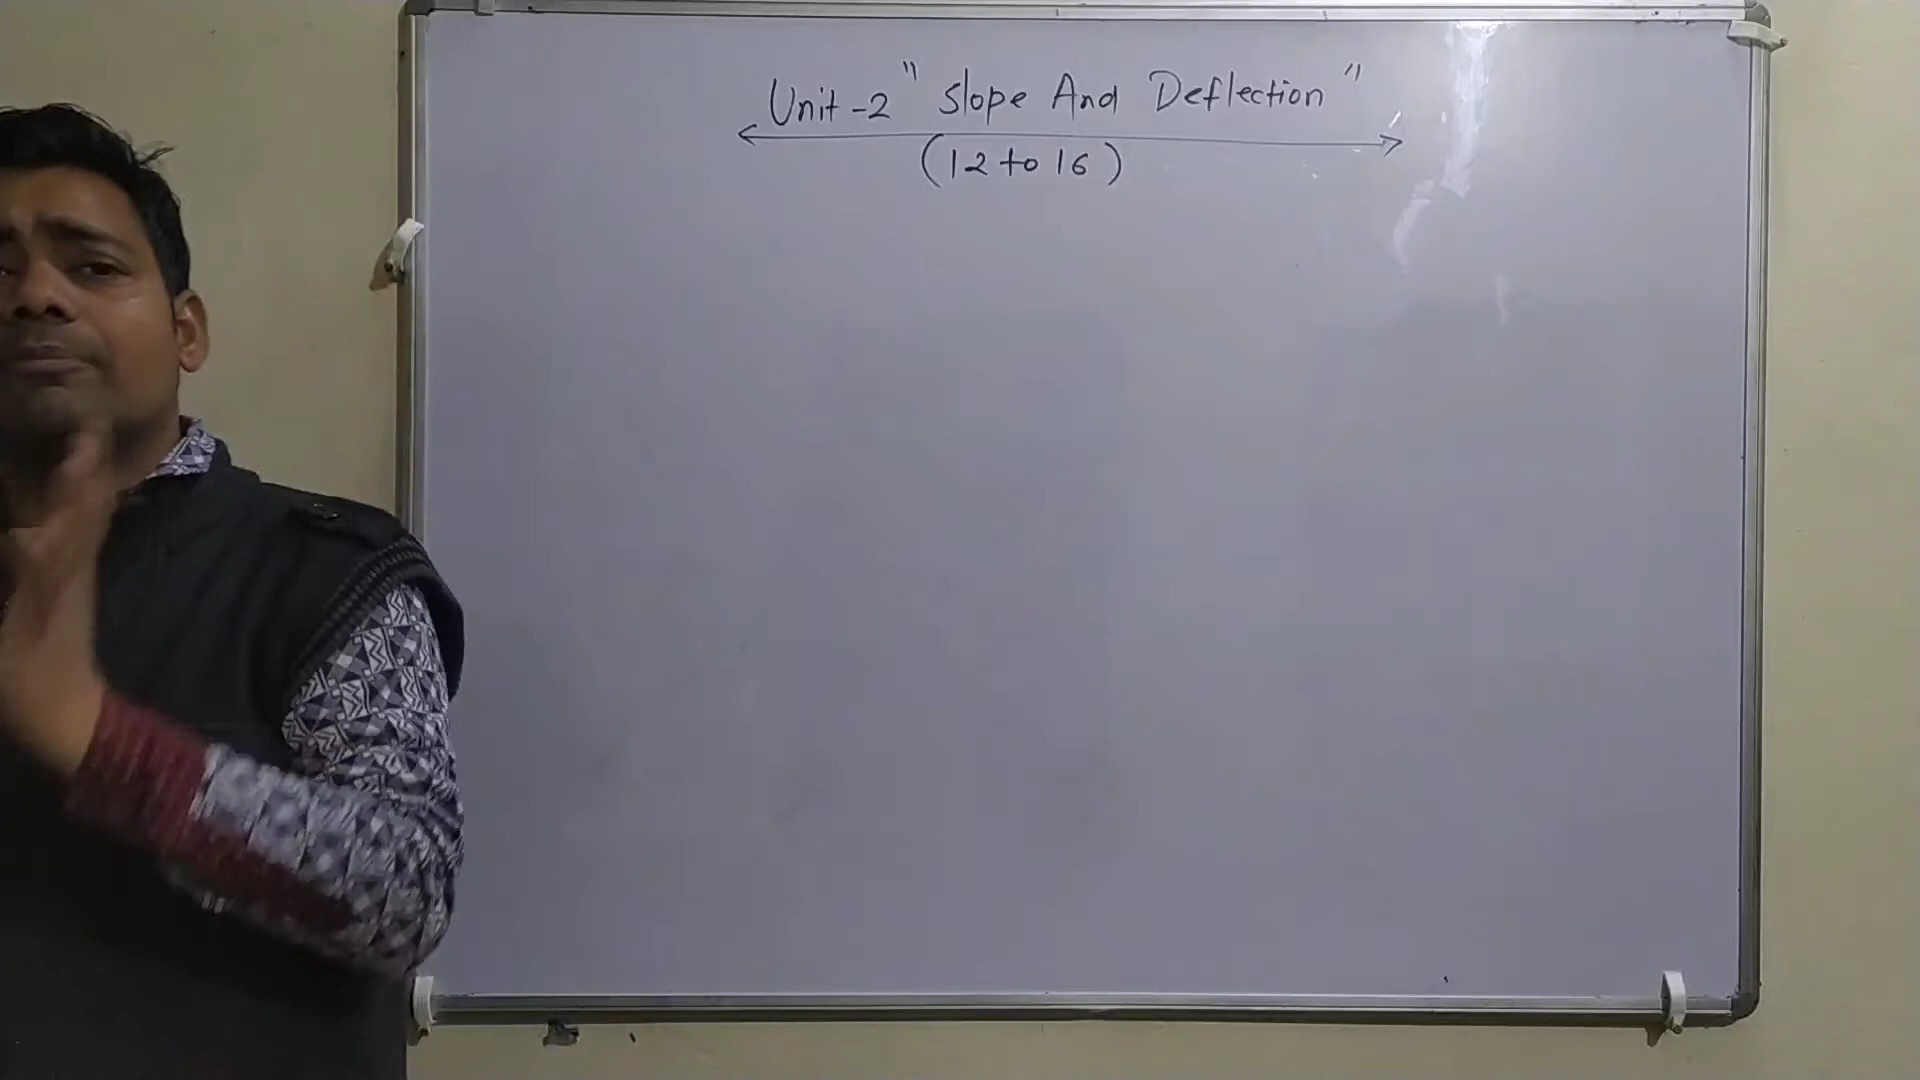 Unit-2 "Slope And Deflection"
(12 to 16)